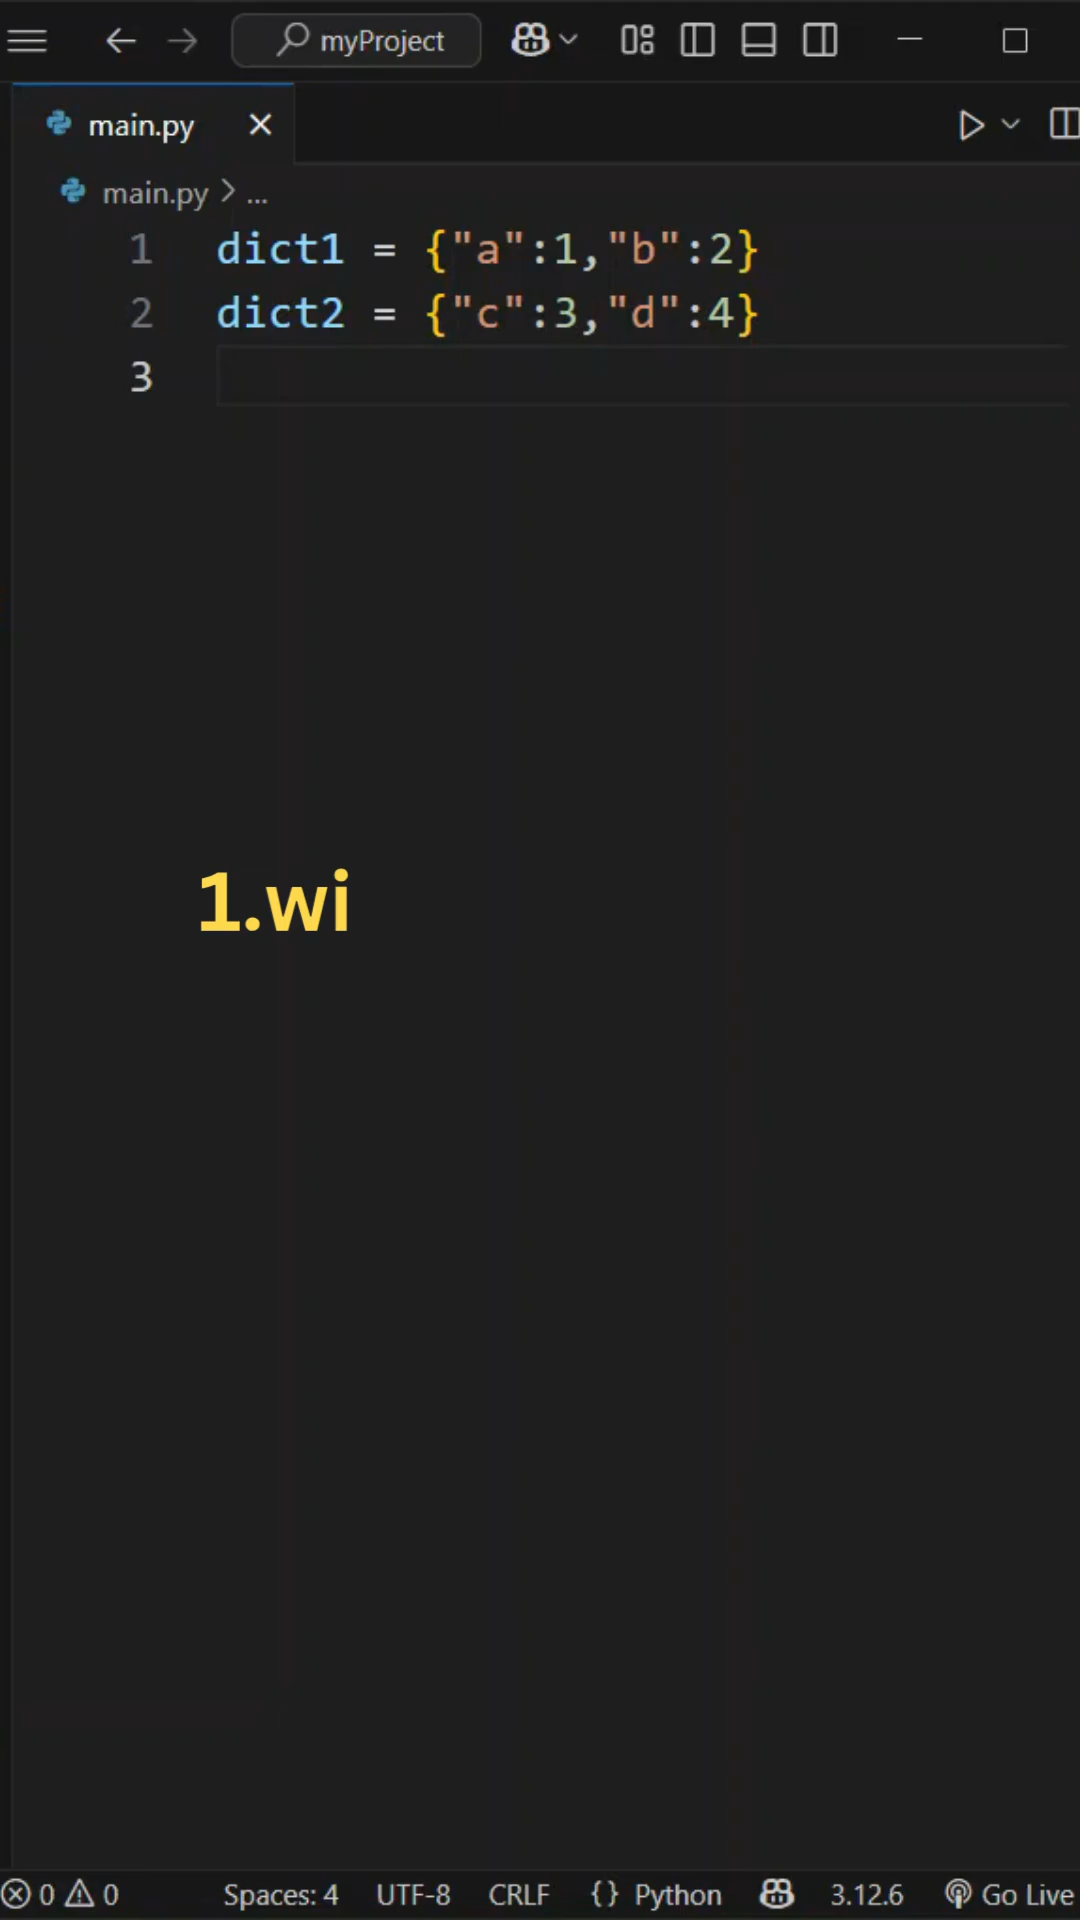 myProject
main.py
main.py > ...
1 dict1 = {"a":1,"b":2}
2 dict2 = {"c":3,"d":4}
3
1.wi
0 0 Spaces: 4 UTF-8 CRLF {} Python 3.12.6 Go Live